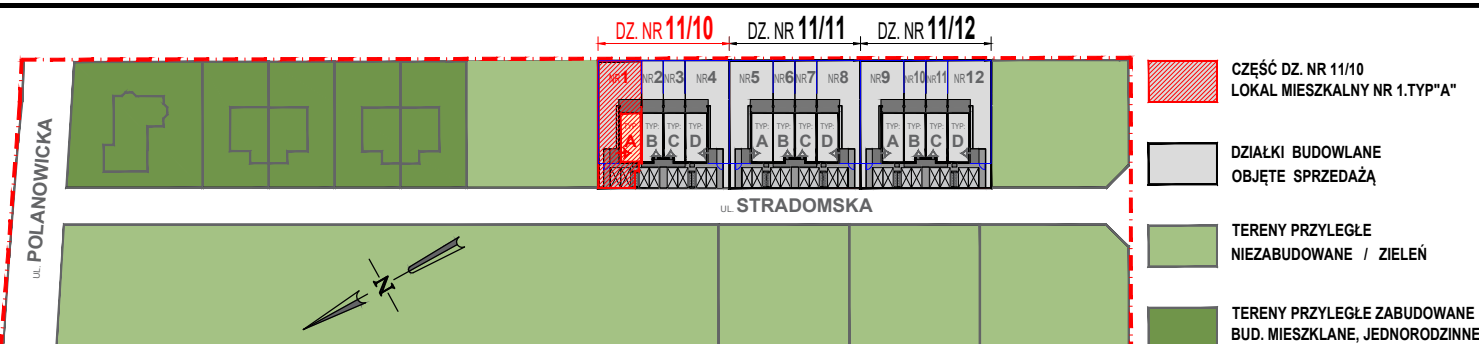 DZ. NR 11/10 DZ. NR 11/11 DZ. NR 11/12
NR1 NR2 NR3 NR4 NR5 NR6 NR7 NR8 NR9 NR10 NR11 NR12
TYP: TYP: TYP: TYP: TYP: TYP: TYP: TYP: TYP: TYP: TYP: TYP:
A B C D A B C D A B C D
UL. POLANOWICKA
UL. STRADOMSKA
N
CZĘŚĆ DZ. NR 11/10
LOKAL MIESZKALNY NR 1.TYP"A"
DZIAŁKI BUDOWLANE
OBJĘTE SPRZEDAŻĄ
TERENY PRZYLEGŁE
NIEZABUDOWANE / ZIELEŃ
TERENY PRZYLEGŁE ZABUDOWANE
BUD. MIESZKLANE, JEDNORODZINNE